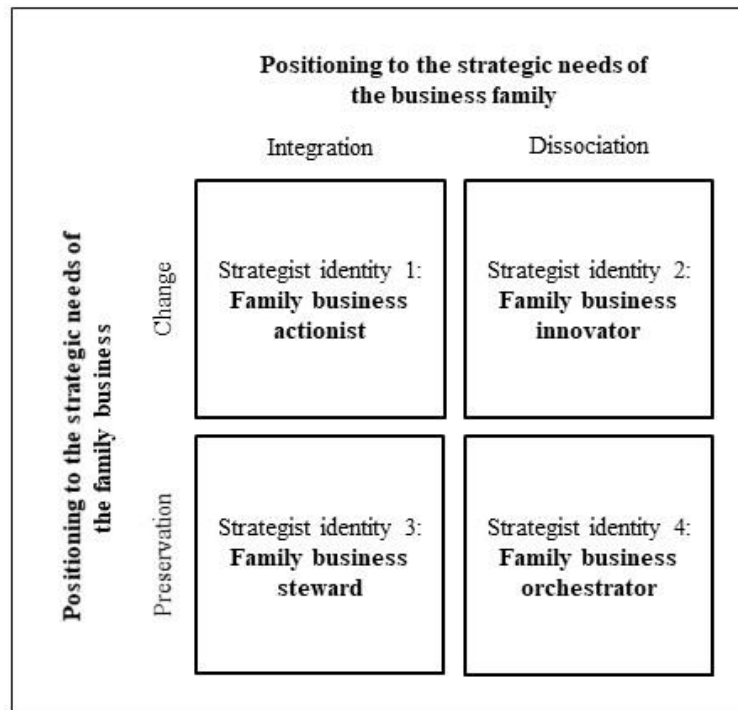 Positioning to the strategic needs of
the business family
Integration
Dissociation
Positioning to the strategic needs of
the family business
Change
Strategist identity 1:
Family business
actionist
Strategist identity 2:
Family business
innovator
Preservation
Strategist identity 3:
Family business
steward
Strategist identity 4:
Family business
orchestrator